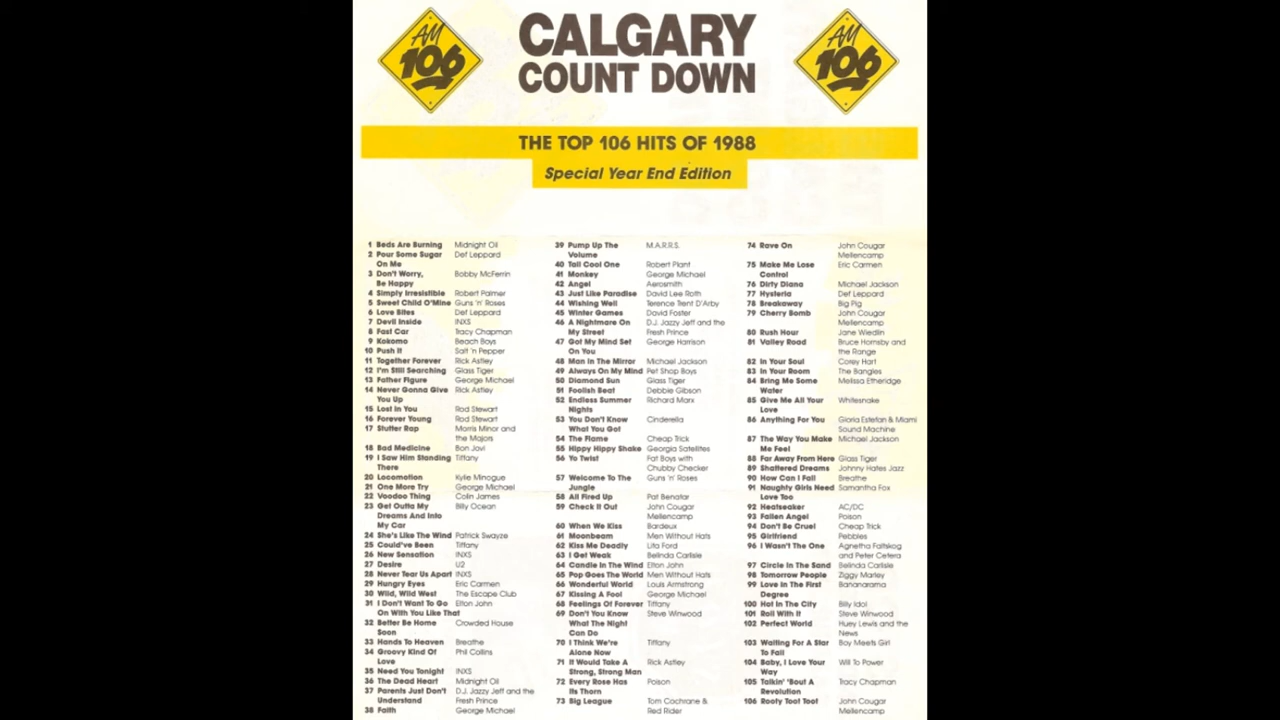 AM
106
CALGARY
COUNT DOWN
AM
106
THE TOP 106 HITS OF 1988
Special Year End Edition
1 Beds Are Burning Midnight Oil
2 Pour Some Sugar Def Leppard
On Me
3 Don't Worry, Bobby McFerrin
Be Happy
4 Simply Irresistible Robert Palmer
5 Sweet Child O'Mine Guns 'n' Roses
6 Love Bites Def Leppard
7 Devil Inside INXS
8 Fast Car Tracy Chapman
9 Kokomo Beach Boys
10 Push It Salt 'n Pepper
11 Together Forever Rick Astley
12 I'm Still Searching Glass Tiger
13 Father Figure George Michael
14 Never Gonna Give Rick Astley
You Up
15 Lost In You Rod Stewart
16 Forever Young Rod Stewart
17 Stutter Rap Morris Minor and
the Majors
18 Bad Medicine Bon Jovi
19 I Saw Him Standing Tiffany
There
20 Locomotion Kylie Minogue
21 One More Try George Michael
22 Voodoo Thing Colin James
23 Get Outta My Billy Ocean
Dreams And Into
My Car
24 She's Like The Wind Patrick Swayze
25 Could've Been Tiffany
26 New Sensation INXS
27 Desire U2
28 Never Tear Us Apart INXS
29 Hungry Eyes Eric Carmen
30 Wild, Wild West The Escape Club
31 I Don't Want To Go Elton John
On With You Like That
32 Better Be Home Crowded House
Soon
33 Hands To Heaven Breathe
34 Groovy Kind Of Phil Collins
Love
35 Need You Tonight INXS
36 The Dead Heart Midnight Oil
37 Parents Just Don't D.J. Jazzy Jeff and the
Understand Fresh Prince
38 Faith George Michael
39 Pump Up The M.A.R.R.S.
Volume
40 Tall Cool One Robert Plant
41 Monkey George Michael
42 Angel Aerosmith
43 Just Like Paradise David Lee Roth
44 Wishing Well Terence Trent D'Arby
45 Winter Games David Foster
46 A Nightmare On D.J. Jazzy Jeff and the
My Street Fresh Prince
47 Got My Mind Set George Harrison
On You
48 Man In The Mirror Michael Jackson
49 Always On My Mind Pet Shop Boys
50 Diamond Sun Glass Tiger
51 Foolish Beat Debbie Gibson
52 Endless Summer Richard Marx
Nights
53 You Don't Know Cinderella
What You Got
54 The Flame Cheap Trick
55 Hippy Hippy Shake Georgia Satellites
56 Yo Twist Fat Boys with
Chubby Checker
57 Welcome To The Guns 'n' Roses
Jungle
58 All Fired Up Pat Benatar
59 Check It Out John Cougar
Mellencamp
60 When We Kiss Bardeux
61 Moonbeam Men Without Hats
62 Kiss Me Deadly Lita Ford
63 I Get Weak Belinda Carlisle
64 Candle In The Wind Elton John
65 Pop Goes The World Men Without Hats
66 Wonderful World Louis Armstrong
67 Kissing A Fool George Michael
68 Feelings Of Forever Tiffany
69 Don't You Know Steve Winwood
What The Night
Can Do
70 I Think We're Tiffany
Alone Now
71 It Would Take A Rick Astley
Strong, Strong Man
72 Every Rose Has Poison
Its Thorn
73 Big League Tom Cochrane &
Red Rider
74 Rave On John Cougar
Mellencamp
75 Make Me Lose Eric Carmen
Control
76 Dirty Diana Michael Jackson
77 Hysteria Def Leppard
78 Breakaway Big Pig
79 Cherry Bomb John Cougar
Mellencamp
80 Rush Hour Jane Wiedlin
81 Valley Road Bruce Hornsby and
the Range
82 In Your Soul Corey Hart
83 In Your Room The Bangles
84 Bring Me Some Melissa Etheridge
Water
85 Give Me All Your Whitesnake
Love
86 Anything For You Gloria Estefan & Miami
Sound Machine
87 The Way You Make Michael Jackson
Me Feel
88 Far Away From Here Glass Tiger
89 Shattered Dreams Johnny Hates Jazz
90 How Can I Fall Breathe
91 Naughty Girls Need Samantha Fox
Love Too
92 Heatseaker AC/DC
93 Fallen Angel Poison
94 Don't Be Cruel Cheap Trick
95 Girlfriend Pebbles
96 I Wasn't The One Agnetha Faltskog
and Peter Cetera
97 Circle In The Sand Belinda Carlisle
98 Tomorrow People Ziggy Marley
99 Love In The First Bananarama
Degree
100 Hot In The City Billy Idol
101 Roll With It Steve Winwood
102 Perfect World Huey Lewis and the
News
103 Waiting For A Star Boy Meets Girl
To Fall
104 Baby, I Love Your Will To Power
Way
105 Talkin' 'Bout A Tracy Chapman
Revolution
106 Rooty Toot Toot John Cougar
Mellencamp